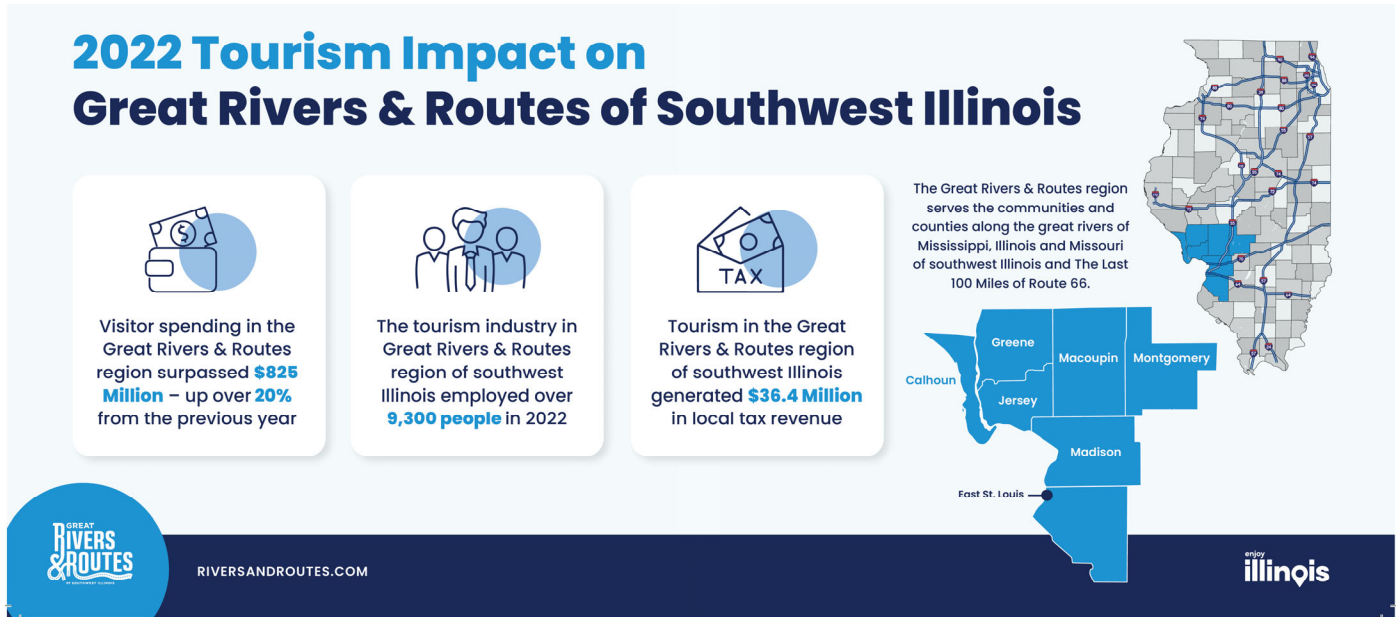 2022 Tourism Impact on
Great Rivers & Routes of Southwest Illinois
Visitor spending in the
Great Rivers & Routes
region surpassed $825
Million – up over 20%
from the previous year
The tourism industry in
Great Rivers & Routes
region of southwest
Illinois employed over
9,300 people in 2022
TAX
Tourism in the Great
Rivers & Routes region
of southwest Illinois
generated $36.4 Million
in local tax revenue
The Great Rivers & Routes region
serves the communities and
counties along the great rivers of
Mississippi, Illinois and Missouri
of southwest Illinois and The Last
100 Miles of Route 66.
Greene
Macoupin
Montgomery
Calhoun
Jersey
Madison
East St. Louis
GREAT
RIVERS
&ROUTES
OF SOUTHWEST ILLINOIS
RIVERSANDROUTES.COM
enjoy
illinois